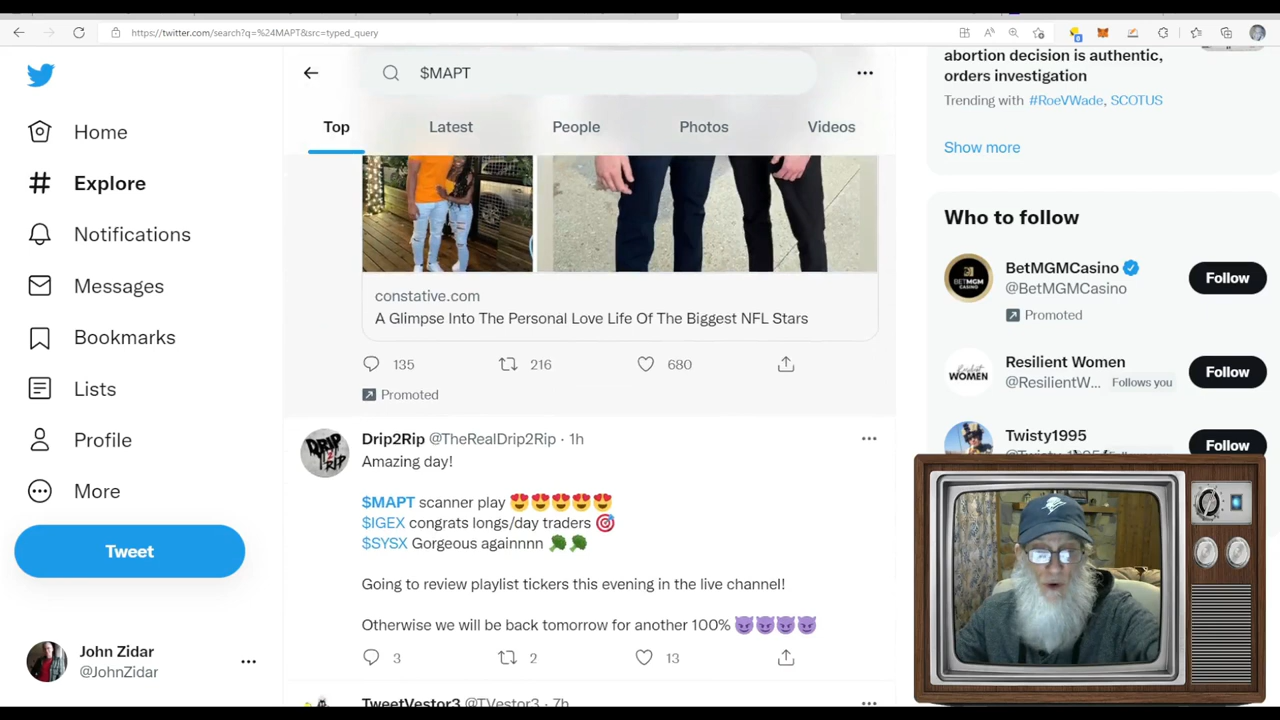 https://twitter.com/search?q=%24MAPT&src=typed_query
$MAPT
Top Latest People Photos Videos
Home
Explore
Notifications
Messages
Bookmarks
Lists
Profile
More
Tweet
John Zidar
@JohnZidar
constative.com
A Glimpse Into The Personal Love Life Of The Biggest NFL Stars
135 216 680
Promoted
Drip2Rip @TheRealDrip2Rip · 1h
Amazing day!
$MAPT scanner play 😍😍😍😍😍
$IGEX congrats longs/day traders 🎯
$SYSX Gorgeous againnnn 🥦🥦
Going to review playlist tickers this evening in the live channel!
Otherwise we will be back tomorrow for another 100% 😈😈😈😈
3 2 13
TweetVestor3 @TVestor3 · 7h
abortion decision is authentic,
orders investigation
Trending with #RoeVWade, SCOTUS
Show more
Who to follow
BetMGMCasino
@BetMGMCasino
Promoted
Follow
Resilient Women
@ResilientW... Follows you
Follow
Twisty1995
Follow